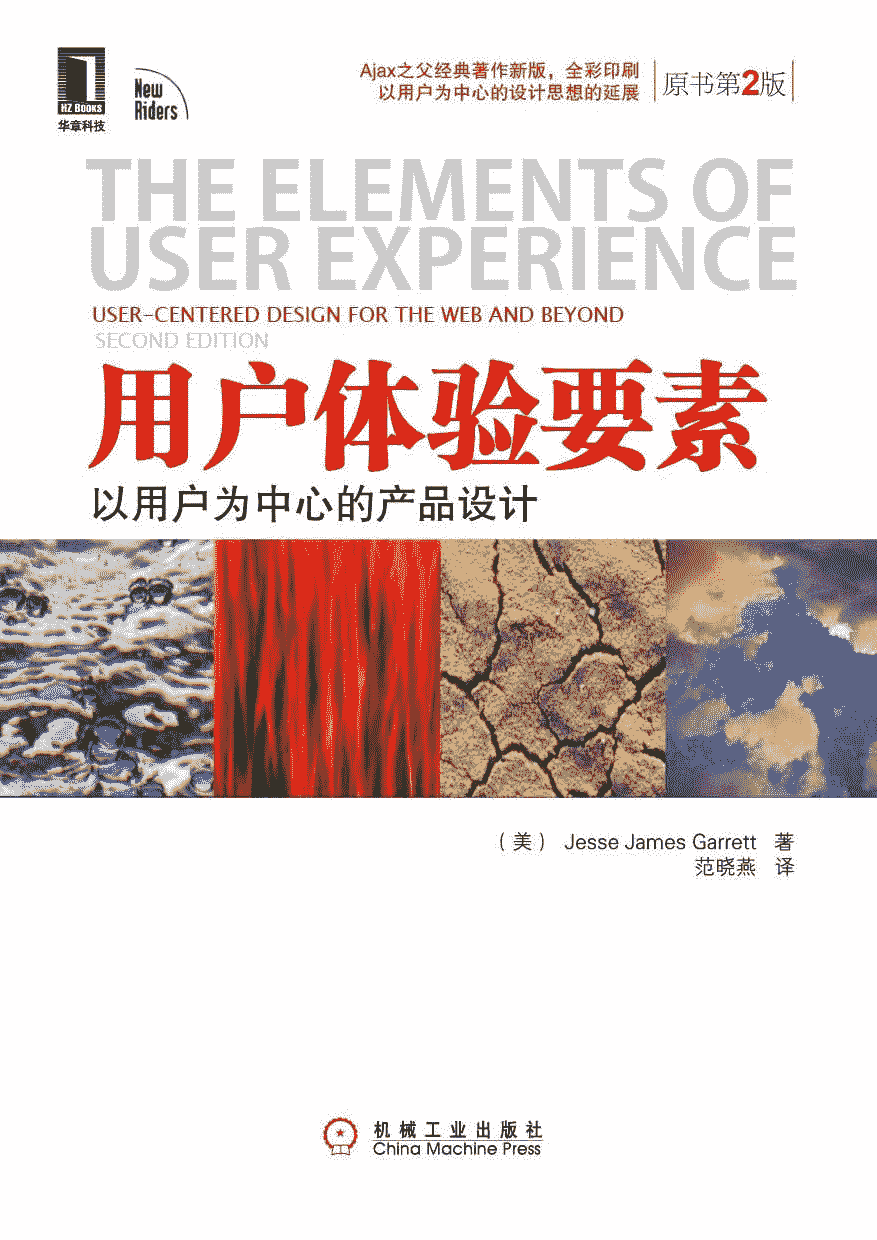 HZ BOOKS
华章科技
New
Riders
Ajax之父经典著作新版，全彩印刷
以用户为中心的设计思想的延展
原书第2版
THE ELEMENTS OF
USER EXPERIENCE
USER-CENTERED DESIGN FOR THE WEB AND BEYOND
SECOND EDITION
用户体验要素
以用户为中心的产品设计
（美） Jesse James Garrett 著
范晓燕 译
机械工业出版社
China Machine Press